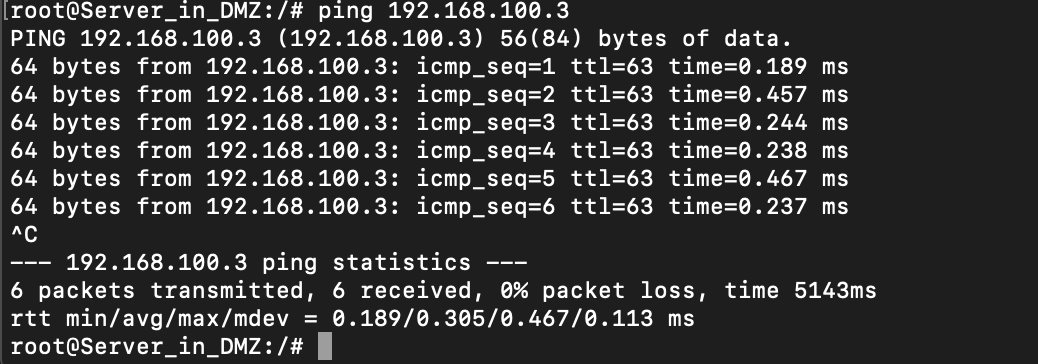 [root@Server_in_DMZ:/# ping 192.168.100.3
PING 192.168.100.3 (192.168.100.3) 56(84) bytes of data.
64 bytes from 192.168.100.3: icmp_seq=1 ttl=63 time=0.189 ms
64 bytes from 192.168.100.3: icmp_seq=2 ttl=63 time=0.457 ms
64 bytes from 192.168.100.3: icmp_seq=3 ttl=63 time=0.244 ms
64 bytes from 192.168.100.3: icmp_seq=4 ttl=63 time=0.238 ms
64 bytes from 192.168.100.3: icmp_seq=5 ttl=63 time=0.467 ms
64 bytes from 192.168.100.3: icmp_seq=6 ttl=63 time=0.237 ms
^C
--- 192.168.100.3 ping statistics ---
6 packets transmitted, 6 received, 0% packet loss, time 5143ms
rtt min/avg/max/mdev = 0.189/0.305/0.467/0.113 ms
root@Server_in_DMZ:/#